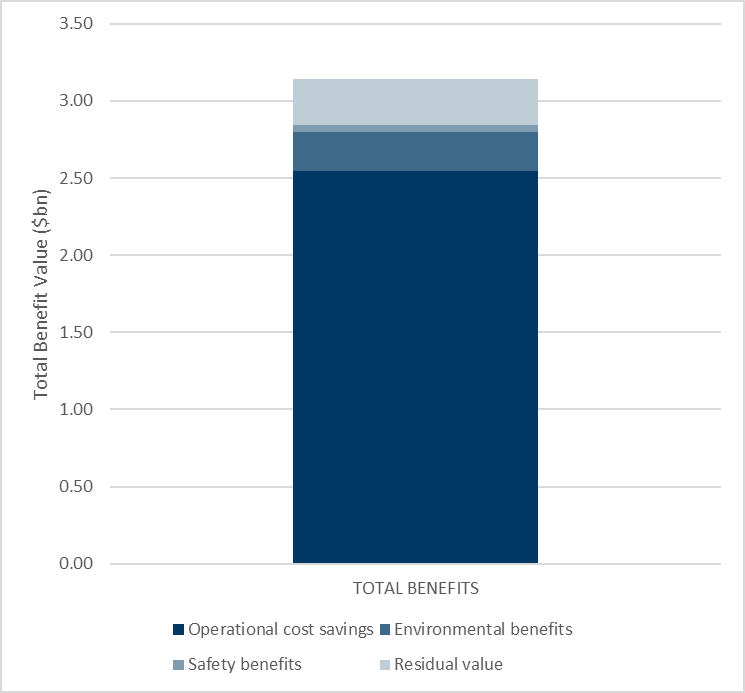 3.50
3.00
2.50
2.00
1.50
1.00
0.50
0.00
Total Benefit Value ($bn)
TOTAL BENEFITS
Operational cost savings Environmental benefits
Safety benefits Residual value